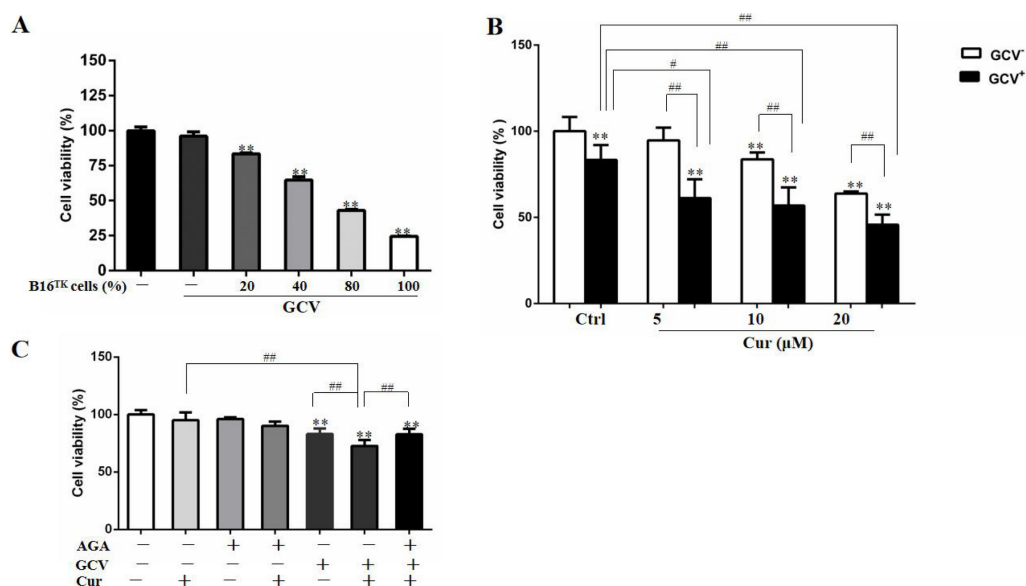 A
150
125
100
75
50
25
0
Cell viability (%)
** ** ** **
B16TK cells (%) — — 20 40 80 100
GCV
B
150
100
50
0
Cell viability (%)
##
##
#
## ## ##
** ** ** ** ** **
GCV-
GCV+
Ctrl 5 10 20
Cur (μM)
C
150
100
50
0
Cell viability (%)
##
## ##
** ** **
AGA — — + + — — +
GCV — — — — + + +
Cur — + — + — + +